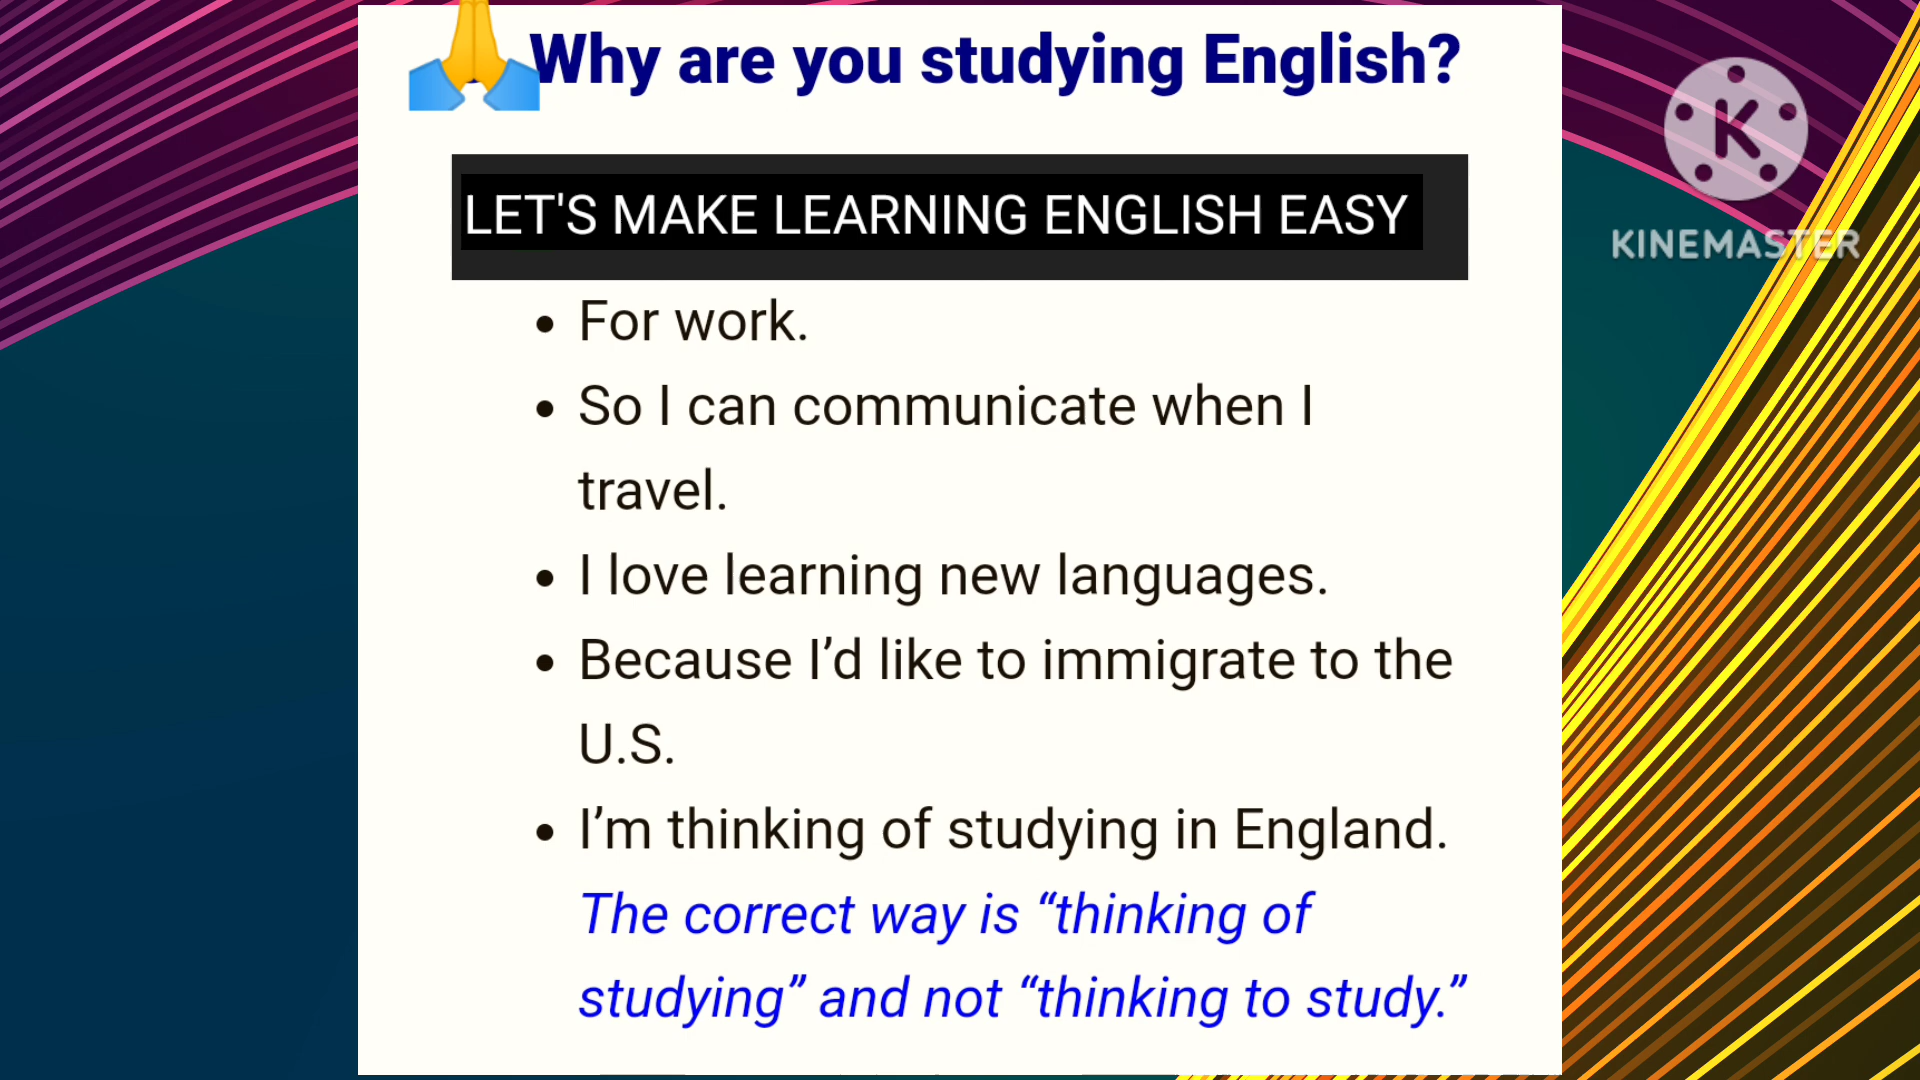 Why are you studying English?
LET'S MAKE LEARNING ENGLISH EASY
K
KINEMASTER
• For work.
• So I can communicate when I
travel.
• I love learning new languages.
• Because I’d like to immigrate to the
U.S.
• I’m thinking of studying in England.
The correct way is “thinking of
studying” and not “thinking to study.”